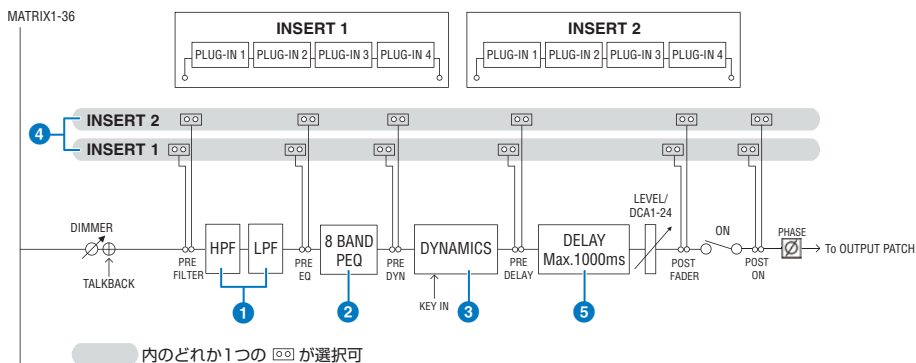 MATRIX1-36
INSERT 1
PLUG-IN 1 PLUG-IN 2 PLUG-IN 3 PLUG-IN 4
INSERT 2
PLUG-IN 1 PLUG-IN 2 PLUG-IN 3 PLUG-IN 4
4
INSERT 2
INSERT 1
DIMMER
TALKBACK
PRE
FILTER
HPF
LPF
1
PRE
EQ
8 BAND
PEQ
2
PRE
DYN
DYNAMICS
KEY IN
3
PRE
DELAY
DELAY
Max.1000ms
5
LEVEL/
DCA1-24
POST
FADER
ON
POST
ON
PHASE
To OUTPUT PATCH
内のどれか1つの が選択可